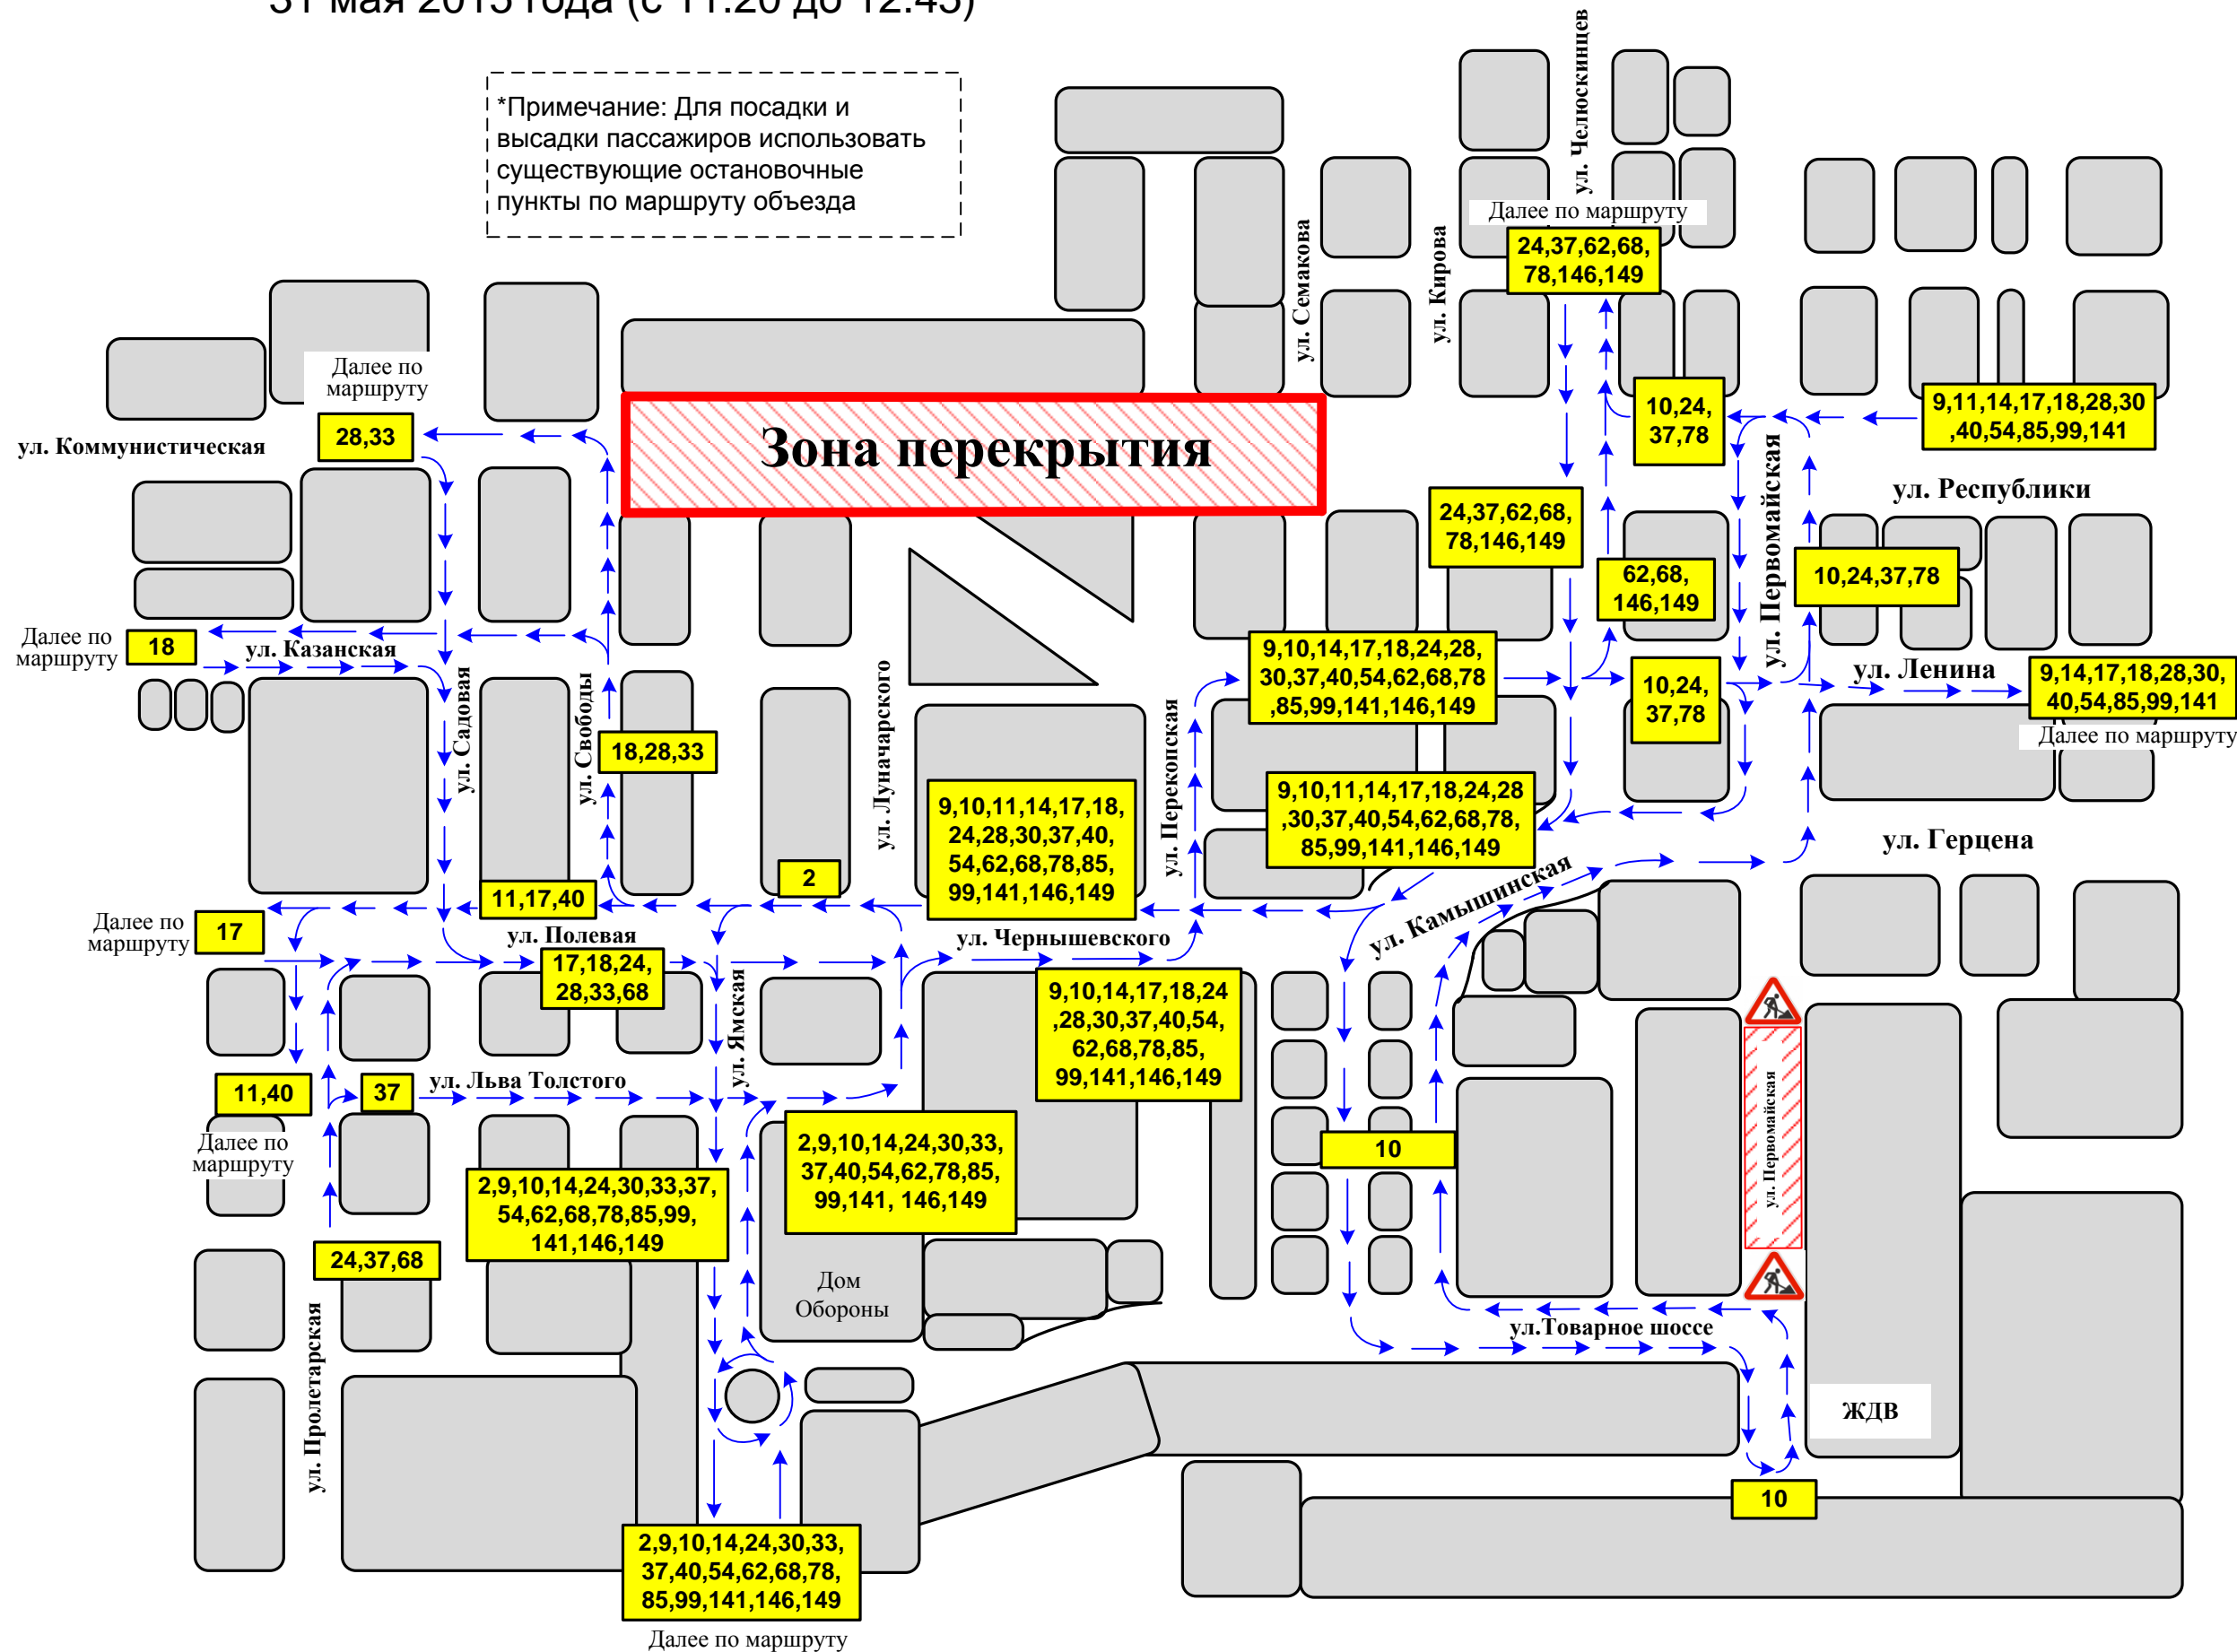 31 мая 2015 года (с 11:20 до 12:45)
*Примечание: Для посадки и
высадки пассажиров использовать
существующие остановочные
пункты по маршруту объезда
ул. Челюскинцев
Далее по маршруту
24,37,62,68,
78,146,149
ул. Семакова
ул. Кирова
Далее по
маршруту
28,33
ул. Коммунистическая
Зона перекрытия
10,24,
37,78
9,11,14,17,18,28,30
,40,54,85,99,141
ул. Республики
24,37,62,68,
78,146,149
ул. Первомайская
62,68,
146,149
10,24,37,78
Далее по
маршруту
18
ул. Казанская
9,10,14,17,18,24,28,
30,37,40,54,62,68,78
,85,99,141,146,149
10,24,
37,78
ул. Ленина
9,14,17,18,28,30,
40,54,85,99,141
Далее по маршруту
ул. Садовая
ул. Свободы
18,28,33
ул. Луначарского
ул. Перекопская
9,10,11,14,17,18,
24,28,30,37,40,
54,62,68,78,85,
99,141,146,149
9,10,11,14,17,18,24,28
,30,37,40,54,62,68,78,
85,99,141,146,149
ул. Герцена
2
11,17,40
ул. Камышинская
Далее по
маршруту
17
ул. Полевая
ул. Чернышевского
17,18,24,
28,33,68
9,10,14,17,18,24
,28,30,37,40,54,
62,68,78,85,
99,141,146,149
ул. Ямская
11,40
37
ул. Льва Толстого
Далее по
маршруту
2,9,10,14,24,30,33,
37,40,54,62,78,85,
99,141, 146,149
10
ул. Первомайская
2,9,10,14,24,30,33,37,
54,62,68,78,85,99,
141,146,149
24,37,68
Дом
Обороны
ул.Товарное шоссе
ул. Пролетарская
ЖДВ
10
2,9,10,14,24,30,33,
37,40,54,62,68,78,
85,99,141,146,149
Далее по маршруту